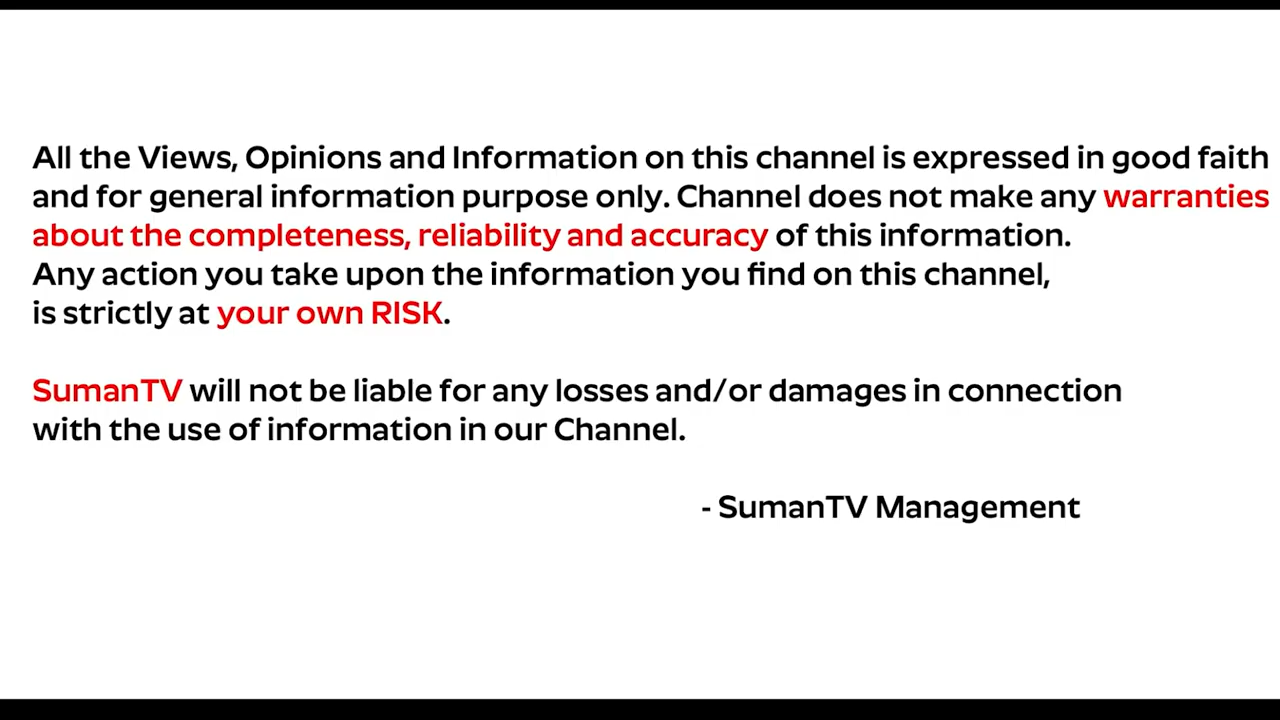 All the Views, Opinions and Information on this channel is expressed in good faith
and for general information purpose only. Channel does not make any warranties
about the completeness, reliability and accuracy of this information.
Any action you take upon the information you find on this channel,
is strictly at your own RISK.
SumanTV will not be liable for any losses and/or damages in connection
with the use of information in our Channel.
- SumanTV Management